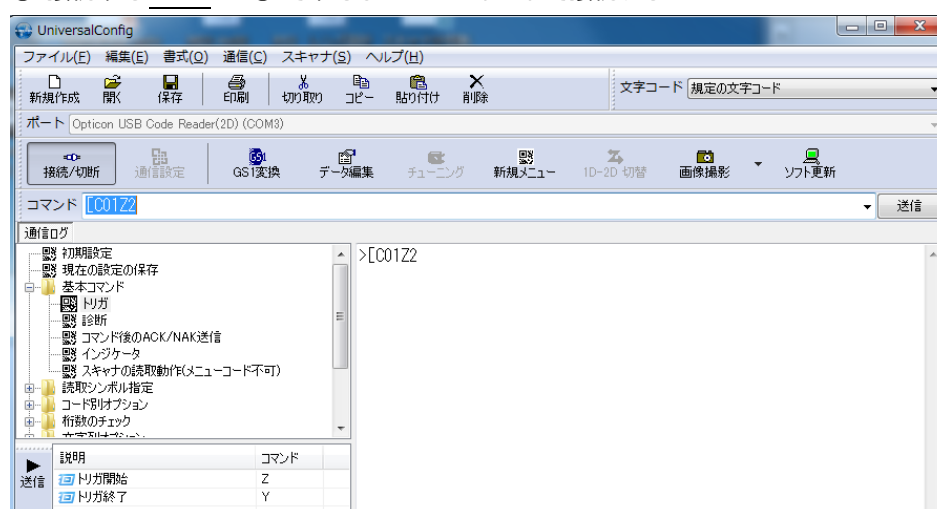 UniversalConfig
ファイル(F) 編集(E) 書式(O) 通信(C) スキャナ(S) ヘルプ(H)
新規作成 開く 保存 印刷 切り取り コピー 貼り付け 削除 文字コード 規定の文字コード
ポート Opticon USB Code Reader(2D) (COM3)
接続/切断 通信設定 GS1変換 データ編集 チューニング 新規メニュー 1D-2D 切替 画像撮影 ソフト更新
コマンド [C01Z2 送信
通信ログ
初期設定
>[C01Z2
現在の設定の保存
基本コマンド
トリガ
診断
コマンド後のACK/NAK送信
インジケータ
スキャナの読取動作(メニューコード不可)
読取シンボル指定
コード別オプション
桁数のチェック
説明 コマンド
送信
トリガ開始 Z
トリガ終了 Y